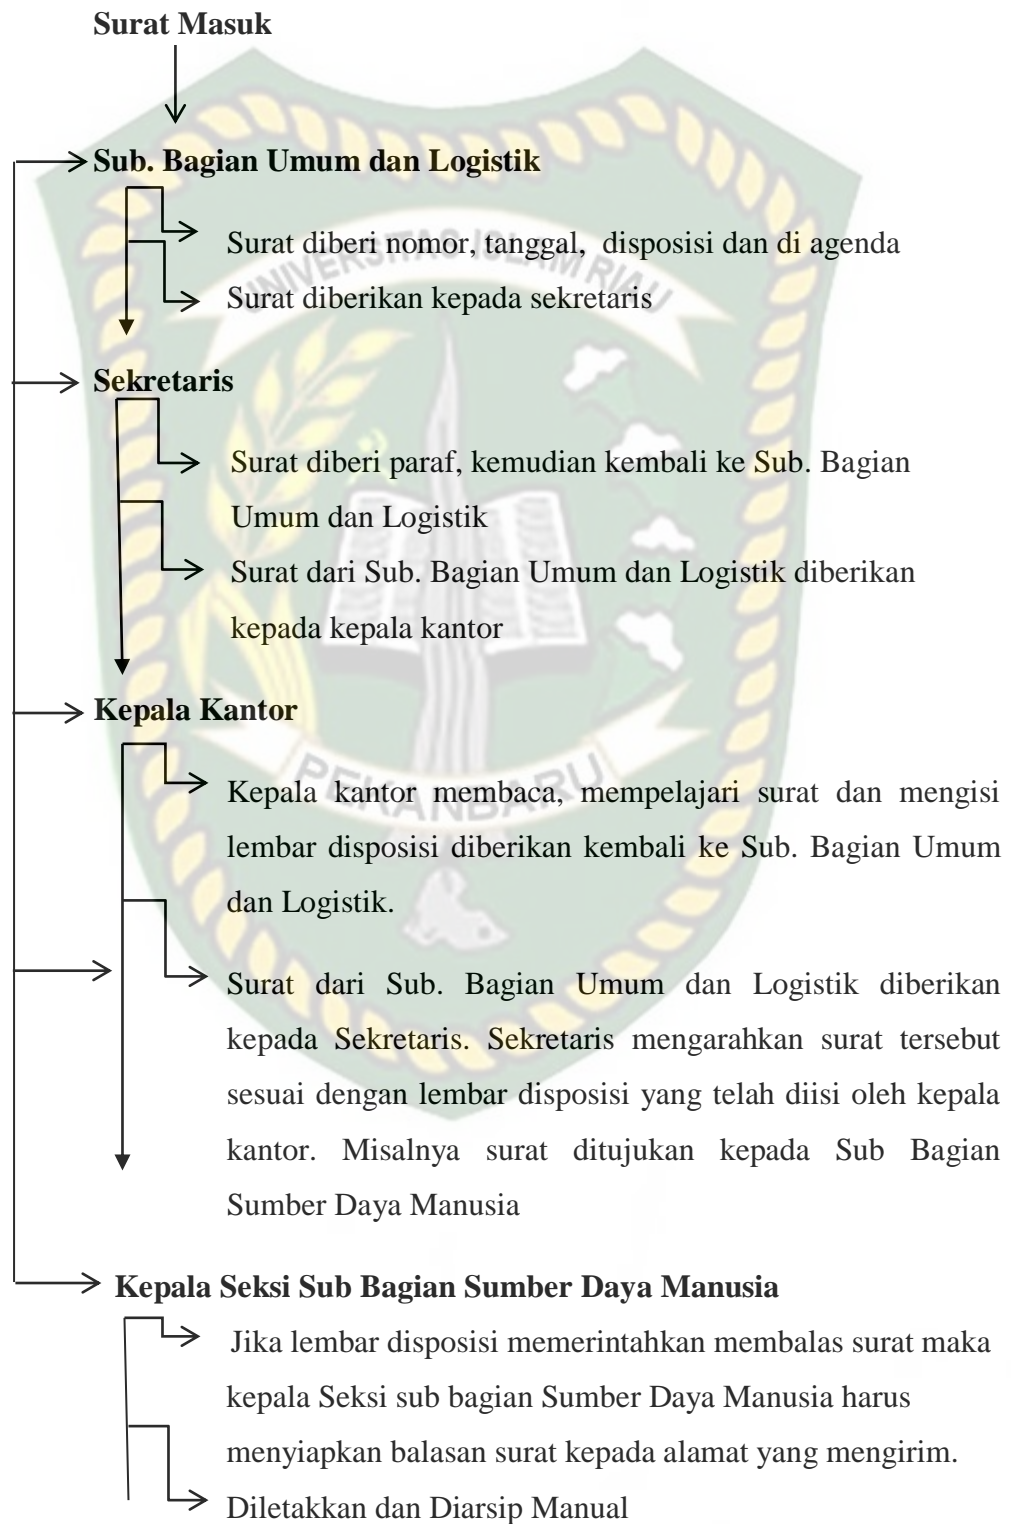 Surat Masuk
Sub. Bagian Umum dan Logistik
Surat diberi nomor, tanggal, disposisi dan di agenda
Surat diberikan kepada sekretaris
UNIVERSITAS ISLAM RIAU
Sekretaris
Surat diberi paraf, kemudian kembali ke Sub. Bagian
Umum dan Logistik
Surat dari Sub. Bagian Umum dan Logistik diberikan
kepada kepala kantor
Kepala Kantor
PEKANBARU
Kepala kantor membaca, mempelajari surat dan mengisi
lembar disposisi diberikan kembali ke Sub. Bagian Umum
dan Logistik.
Surat dari Sub. Bagian Umum dan Logistik diberikan
kepada Sekretaris. Sekretaris mengarahkan surat tersebut
sesuai dengan lembar disposisi yang telah diisi oleh kepala
kantor. Misalnya surat ditujukan kepada Sub Bagian
Sumber Daya Manusia
Kepala Seksi Sub Bagian Sumber Daya Manusia
Jika lembar disposisi memerintahkan membalas surat maka
kepala Seksi sub bagian Sumber Daya Manusia harus
menyiapkan balasan surat kepada alamat yang mengirim.
Diletakkan dan Diarsip Manual